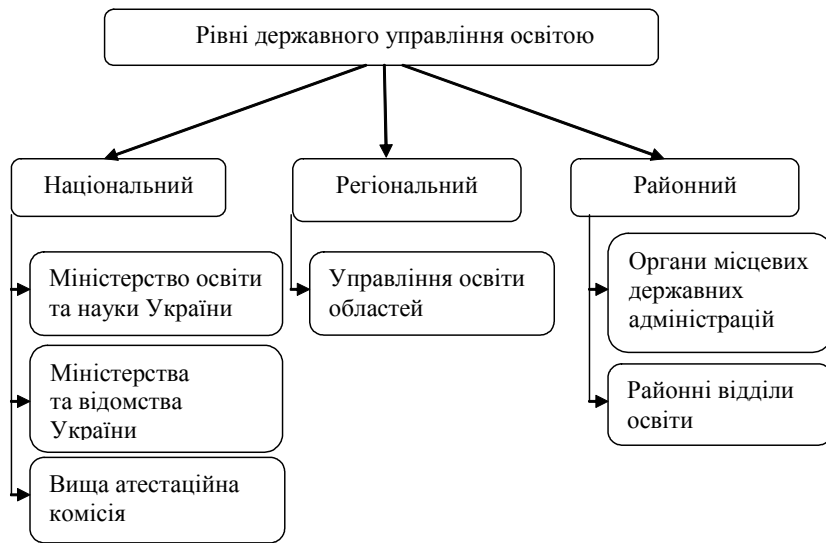 Рівні державного управління освітою
Національний
Регіональний
Районний
Міністерство освіти
та науки України
Міністерства
та відомства
України
Вища атестаційна
комісія
Управління освіти
областей
Органи місцевих
державних
адміністрацій
Районні відділи
освіти